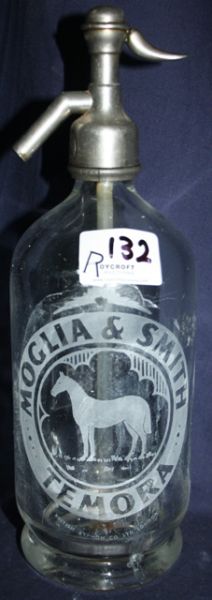 132
ROYCROFT
MOGLIA & SMITH
TEMORA